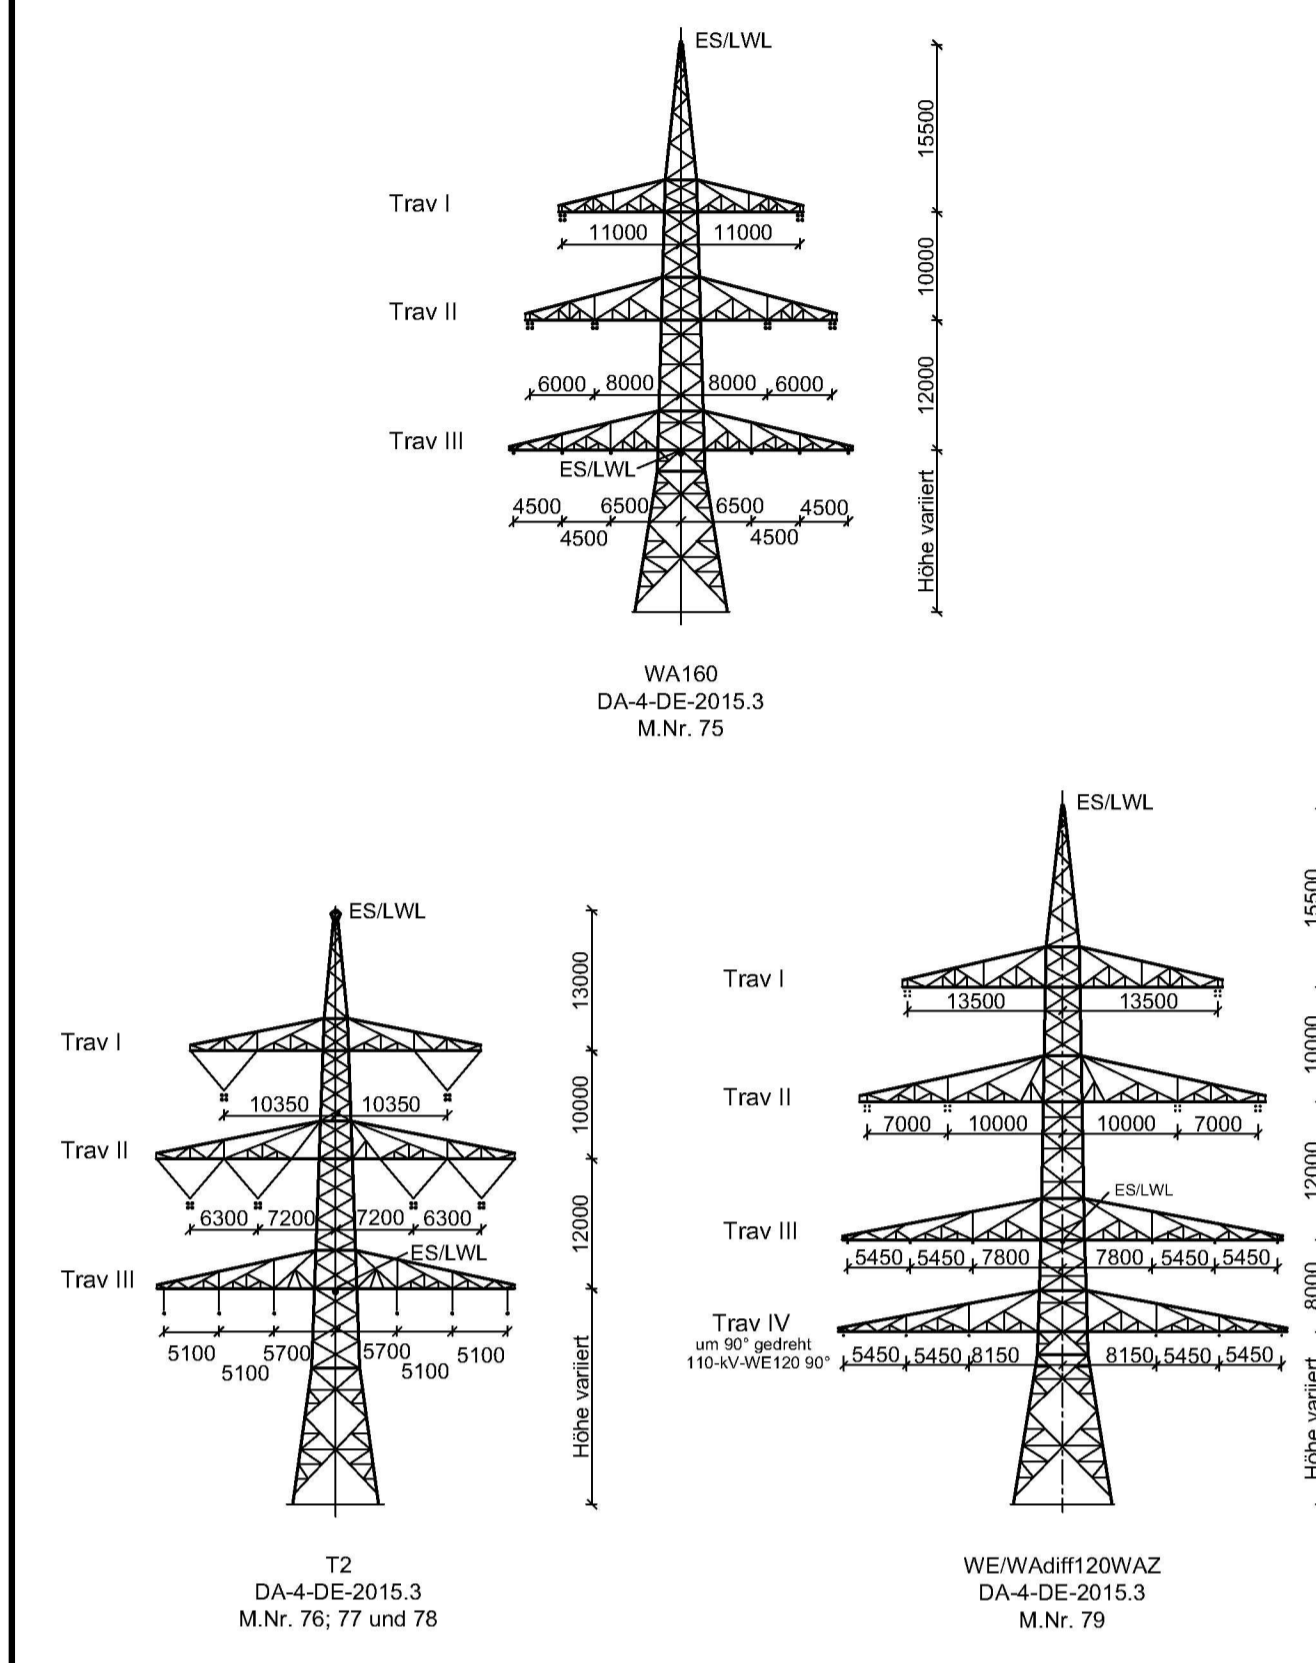 ES/LWL
15500
Trav I
11000 11000
10000
Trav II
12000
6000 8000 8000 6000
Trav III
ES/LWL
4500 6500 6500 4500
4500 4500
Höhe variiert
WA160
DA-4-DE-2015.3
M.Nr. 75
ES/LWL
13000
Trav I
10350 10350
10000
Trav II
6300 7200 7200 6300
12000
ES/LWL
Trav III
5100 5700 5700 5100
5100 5100
Höhe variiert
T2
DA-4-DE-2015.3
M.Nr. 76; 77 und 78
ES/LWL
15500
Trav I
13500 13500
10000
Trav II
7000 10000 10000 7000
12000
ES/LWL
Trav III
5450 5450 7800 7800 5450 5450
8000
Trav IV
um 90° gedreht
110-kV-WE120 90°
5450 5450 8150 8150 5450 5450
Höhe variiert
WE/WAdiff120WAZ
DA-4-DE-2015.3
M.Nr. 79